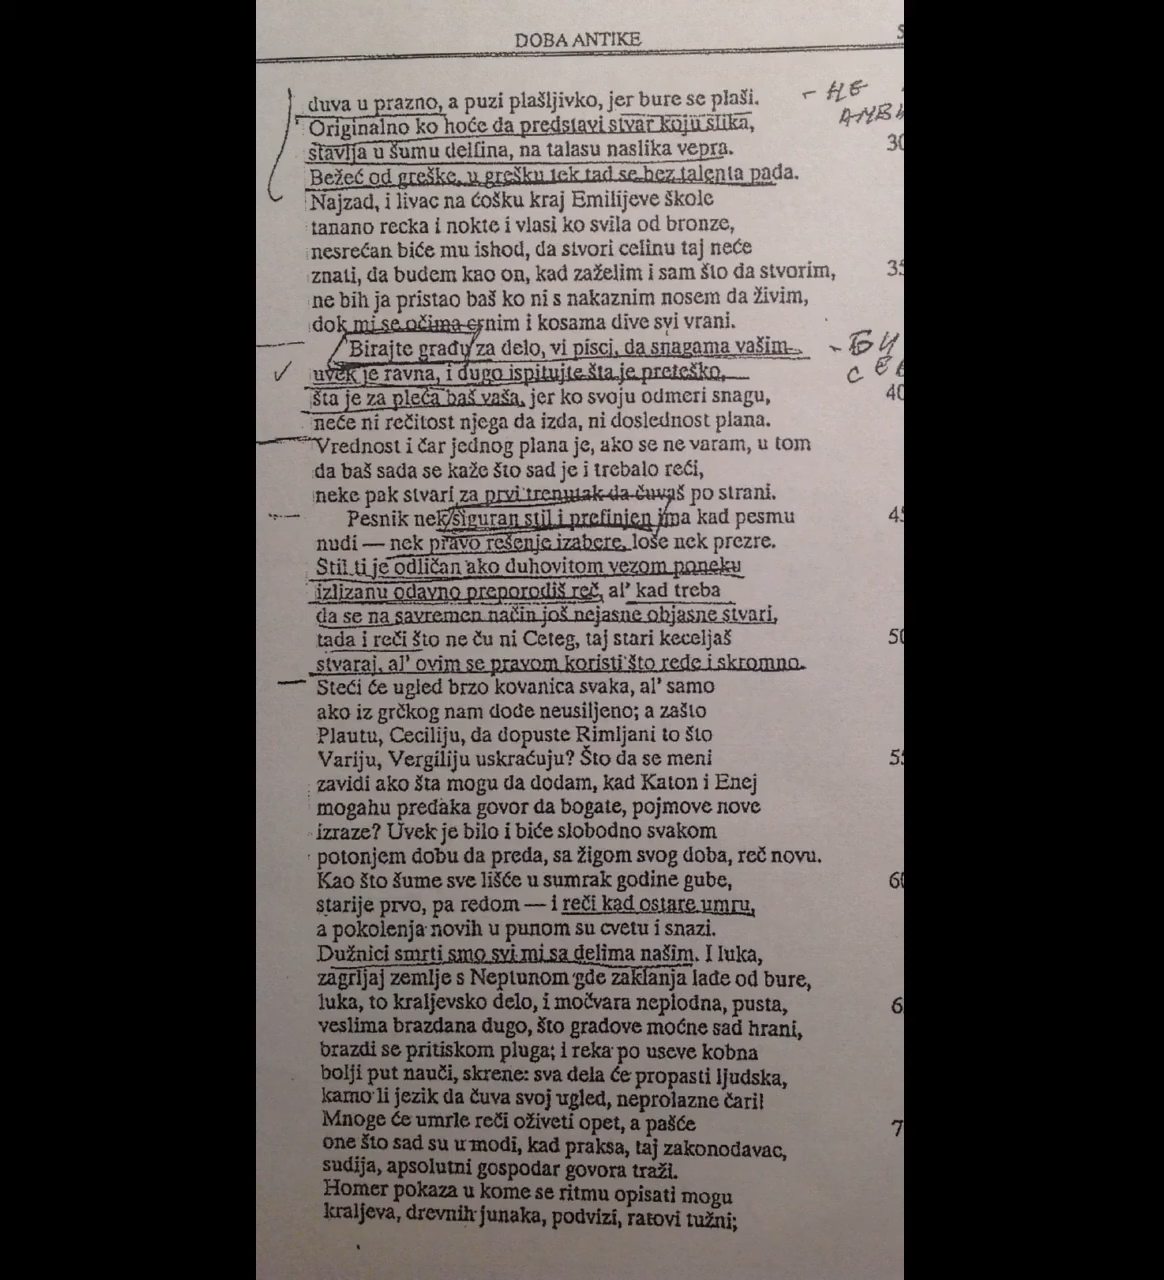 DOBA ANTIKE
duva u prazno, a puzi plašljivko, jer bure se plaši.
- НЕ
Originalno ko hoće da predstavi stvar koju slika,
stavlja u šumu delfina, na talasu naslika vepra.
30
Bežeć od greške, u grešku tek tad se bez talenta pada.
Najzad, i livac na ćošku kraj Emilijeve škole
tanano recka i nokte i vlasi ko svila od bronze,
nesrećan biće mu ishod, da stvori celinu taj neće
znati, da budem kao on, kad zaželim i sam što da stvorim,
35
ne bih ja pristao baš ko ni s nakaznim nosem da živim,
dok mi se očima crnim i kosama dive svi vrani.
Birajte građu za delo, vi pisci, da snagama vašim
uvek je ravna, i dugo ispitujte šta je preteško,
šta je za pleća baš vaša, jer ko svoju odmeri snagu,
40
neće ni rečitost njega da izda, ni doslednost plana.
Vrednost i čar jednog plana je, ako se ne varam, u tom
da baš sada se kaže što sad je i trebalo reći,
neke pak stvari za prvi trenutak da čuvaš po strani.
Pesnik nek siguran stil i prefinjen ima kad pesmu
45
nudi — nek pravo rešenje izabere, loše nek prezre.
Stil ti je odličan ako duhovitom vezom poneku
izlizanu odavno preporodiš reč, al' kad treba
da se na savremen način još nejasne objasne stvari,
tada i reči što ne ču ni Ceteg, taj stari keceljaš
50
stvaraj, al' ovim se pravom koristi što ređe i skromno.
Steći će ugled brzo kovanica svaka, al' samo
ako iz grčkog nam dođe neusiljeno; a zašto
Plautu, Ceciliju, da dopuste Rimljani to što
Variju, Vergiliju uskraćuju? Što da se meni
55
zavidi ako šta mogu da dodam, kad Katon i Enej
mogahu predaka govor da bogate, pojmove nove
izraze? Uvek je bilo i biće slobodno svakom
potonjem dobu da preda, sa žigom svog doba, reč novu.
Kao što šume sve lišće u sumrak godine gube,
60
starije prvo, pa redom — i reči kad ostare umru,
a pokolenja novih u punom su cvetu i snazi.
Dužnici smrti smo svi mi sa delima našim. I luka,
zagrljaj zemlje s Neptunom gde zaklanja lađe od bure,
luka, to kraljevsko delo, i močvara neplodna, pusta,
6
veslima brazdana dugo, što gradove moćne sad hrani,
brazdi se pritiskom pluga; i reka po useve kobna
bolji put nauči, skrene: sva dela će propasti ljudska,
kamo li jezik da čuva svoj ugled, neprolazne čari!
Mnoge će umrle reči oživeti opet, a pašće
7
one što sad su u modi, kad praksa, taj zakonodavac,
sudija, apsolutni gospodar govora traži.
Homer pokaza u kome se ritmu opisati mogu
kraljeva, drevnih junaka, podvizi, ratovi tužni;